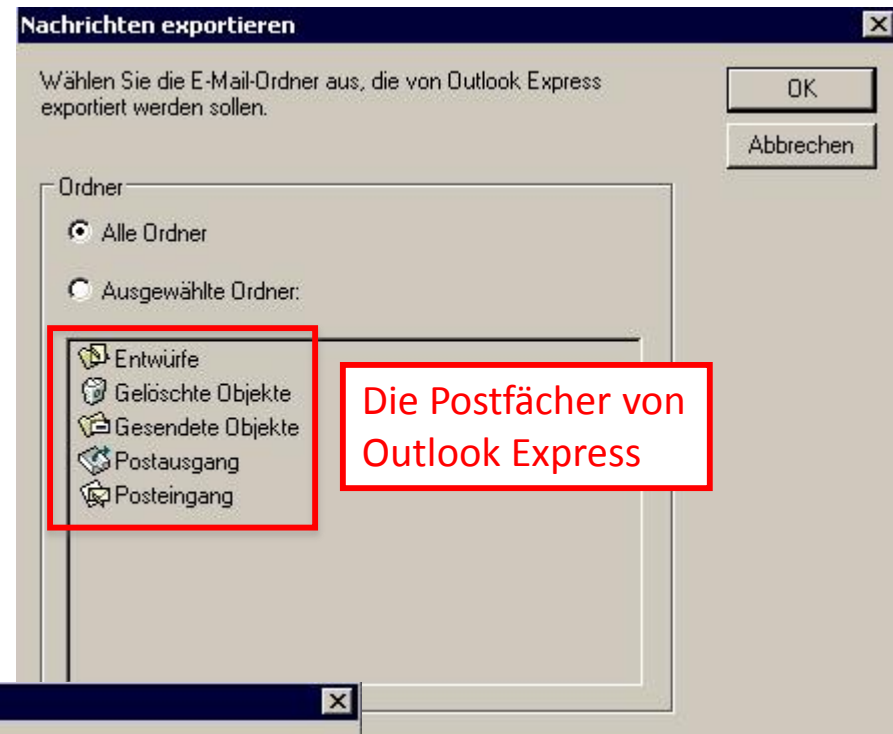 Nachrichten exportieren
Wählen Sie die E-Mail-Ordner aus, die von Outlook Express
exportiert werden sollen.
OK
Abbrechen
Ordner
Alle Ordner
Ausgewählte Ordner:
Entwürfe
Gelöschte Objekte
Gesendete Objekte
Postausgang
Posteingang
Die Postfächer von
Outlook Express